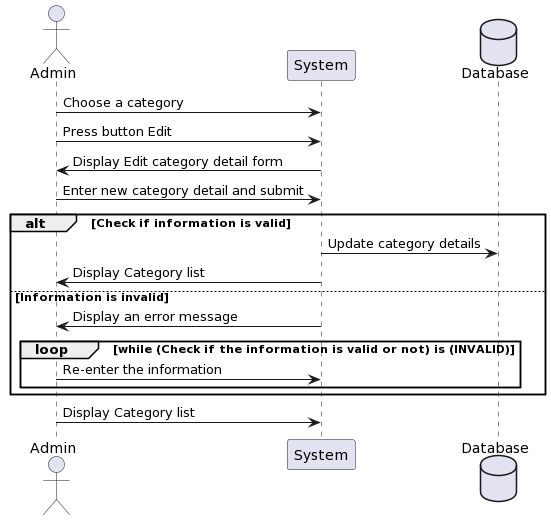 Admin
System
Database
Choose a category
Press button Edit
Display Edit category detail form
Enter new category detail and submit
alt [Check if information is valid]
Update category details
Display Category list
[Information is invalid]
Display an error message
loop [while (Check if the information is valid or not) is (INVALID)]
Re-enter the information
Display Category list
Admin
System
Database